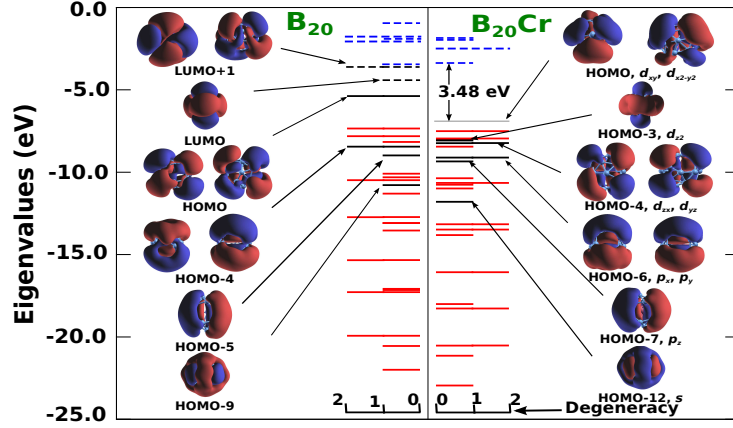 Eigenvalues (eV)
0.0
-5.0
-10.0
-15.0
-20.0
-25.0
B20
LUMO+1
LUMO
HOMO
HOMO-4
HOMO-5
HOMO-9
2 1 0
B20Cr
3.48 eV
HOMO, dxy, dx2-y2
HOMO-3, dz2
HOMO-4, dzx, dyz
HOMO-6, px, py
HOMO-7, pz
HOMO-12, s
0 1 2
Degeneracy